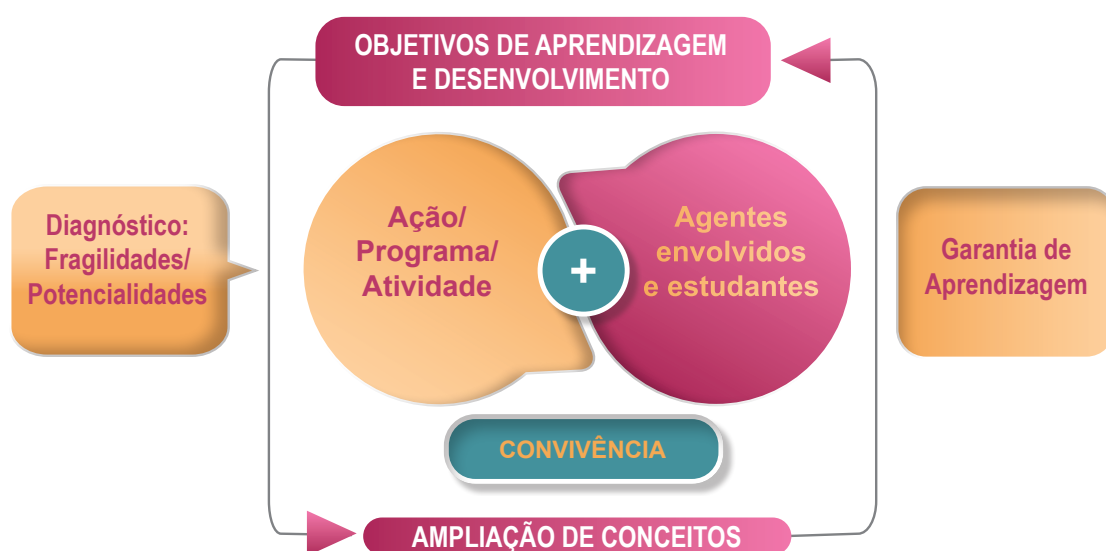 OBJETIVOS DE APRENDIZAGEM
E DESENVOLVIMENTO
Diagnóstico:
Fragilidades/
Potencialidades
Ação/
Programa/
Atividade
+
Agentes
envolvidos
e estudantes
Garantia de
Aprendizagem
CONVIVÊNCIA
AMPLIAÇÃO DE CONCEITOS